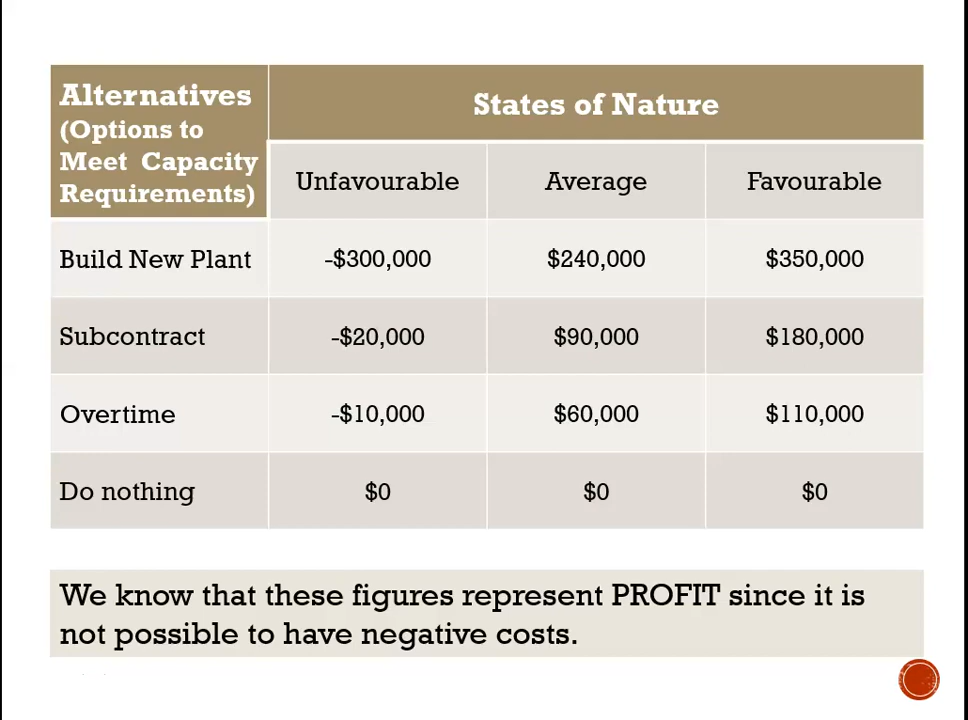 Alternatives
(Options to
Meet Capacity
Requirements)
States of Nature
Unfavourable Average Favourable
Build New Plant -$300,000 $240,000 $350,000
Subcontract -$20,000 $90,000 $180,000
Overtime -$10,000 $60,000 $110,000
Do nothing $0 $0 $0
We know that these figures represent PROFIT since it is
not possible to have negative costs.